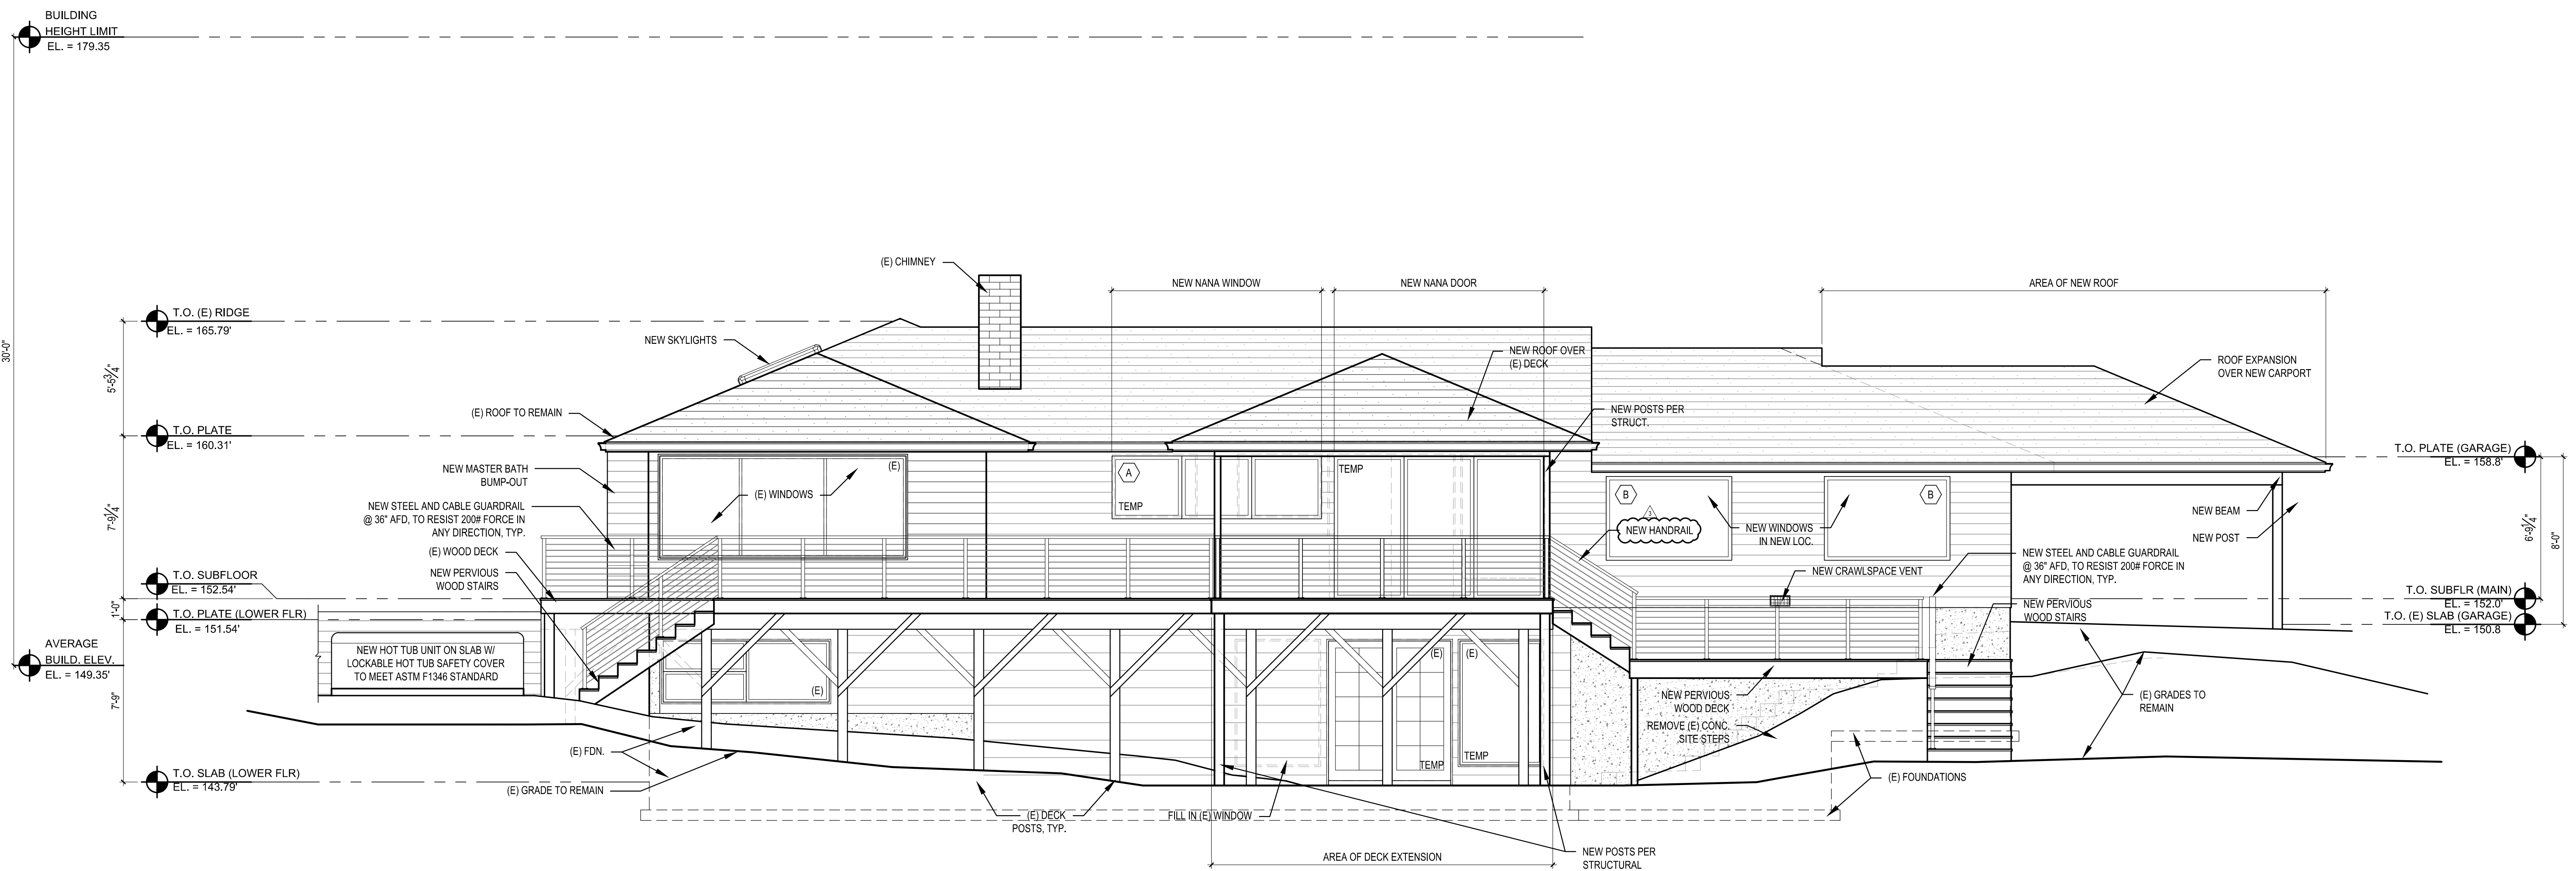 BUILDING
HEIGHT LIMIT
EL. = 179.35
30'-0"
T.O. (E) RIDGE
EL. = 165.79'
5'-5 3/4"
T.O. PLATE
EL. = 160.31'
7'-9 1/4"
T.O. SUBFLOOR
EL. = 152.54'
1'-0"
T.O. PLATE (LOWER FLR)
EL. = 151.54'
AVERAGE
BUILD. ELEV.
EL. = 149.35'
7'-9"
T.O. SLAB (LOWER FLR)
EL. = 143.79'
(E) CHIMNEY
NEW SKYLIGHTS
(E) ROOF TO REMAIN
NEW MASTER BATH
BUMP-OUT
NEW STEEL AND CABLE GUARDRAIL
@ 36" AFD, TO RESIST 200# FORCE IN
ANY DIRECTION, TYP.
(E) WOOD DECK
NEW PERVIOUS
WOOD STAIRS
NEW HOT TUB UNIT ON SLAB W/
LOCKABLE HOT TUB SAFETY COVER
TO MEET ASTM F1346 STANDARD
(E) WINDOWS
(E)
(E)
NEW NANA WINDOW
NEW NANA DOOR
AREA OF NEW ROOF
NEW ROOF OVER
(E) DECK
NEW POSTS PER
STRUCT.
A
TEMP
TEMP
ROOF EXPANSION
OVER NEW CARPORT
B
B
3
NEW HANDRAIL
NEW WINDOWS
IN NEW LOC.
NEW CRAWLSPACE VENT
NEW BEAM
NEW POST
NEW STEEL AND CABLE GUARDRAIL
@ 36" AFD, TO RESIST 200# FORCE IN
ANY DIRECTION, TYP.
NEW PERVIOUS
WOOD STAIRS
T.O. PLATE (GARAGE)
EL. = 158.8'
6'-9 1/4"
8'-0"
T.O. SUBFLR (MAIN)
EL. = 152.0'
T.O. (E) SLAB (GARAGE)
EL. = 150.8
(E)
(E)
TEMP
TEMP
NEW PERVIOUS
WOOD DECK
REMOVE (E) CONC.
SITE STEPS
(E) GRADES TO
REMAIN
(E) FOUNDATIONS
(E) FDN.
(E) GRADE TO REMAIN
(E) DECK
POSTS, TYP.
FILL IN (E) WINDOW
AREA OF DECK EXTENSION
NEW POSTS PER
STRUCTURAL